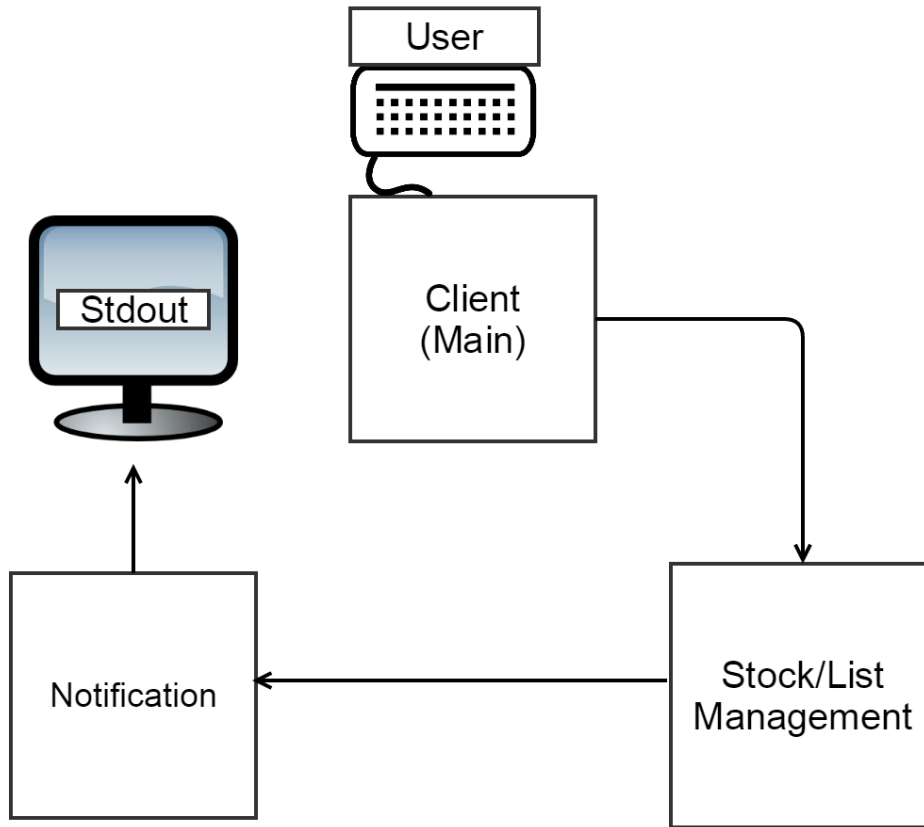 User
Stdout
Client
(Main)
Notification
Stock/List
Management